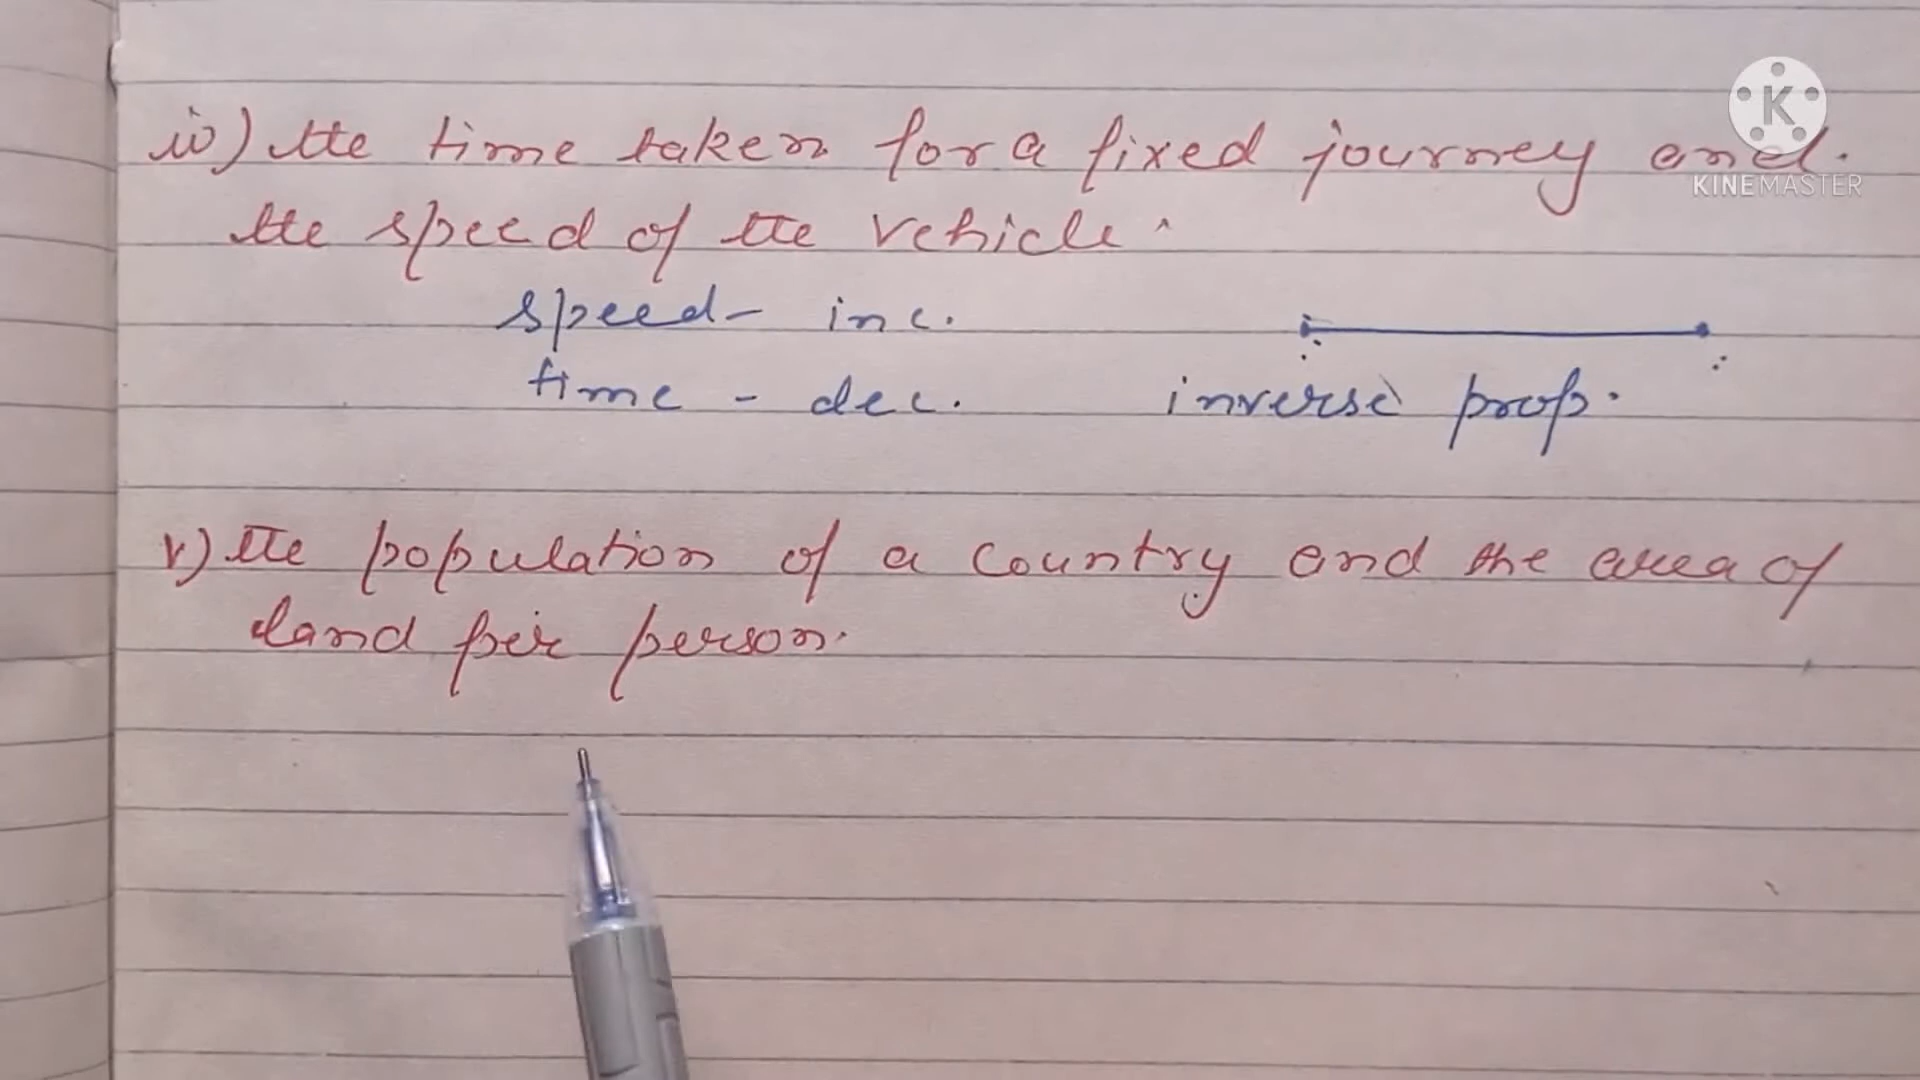 iv) the time taken for a fixed journey and
the speed of the vehicle.
speed - inc.
time - dec. inverse prop.
v) the population of a country and the area of
land per person.
K
KINEMASTER